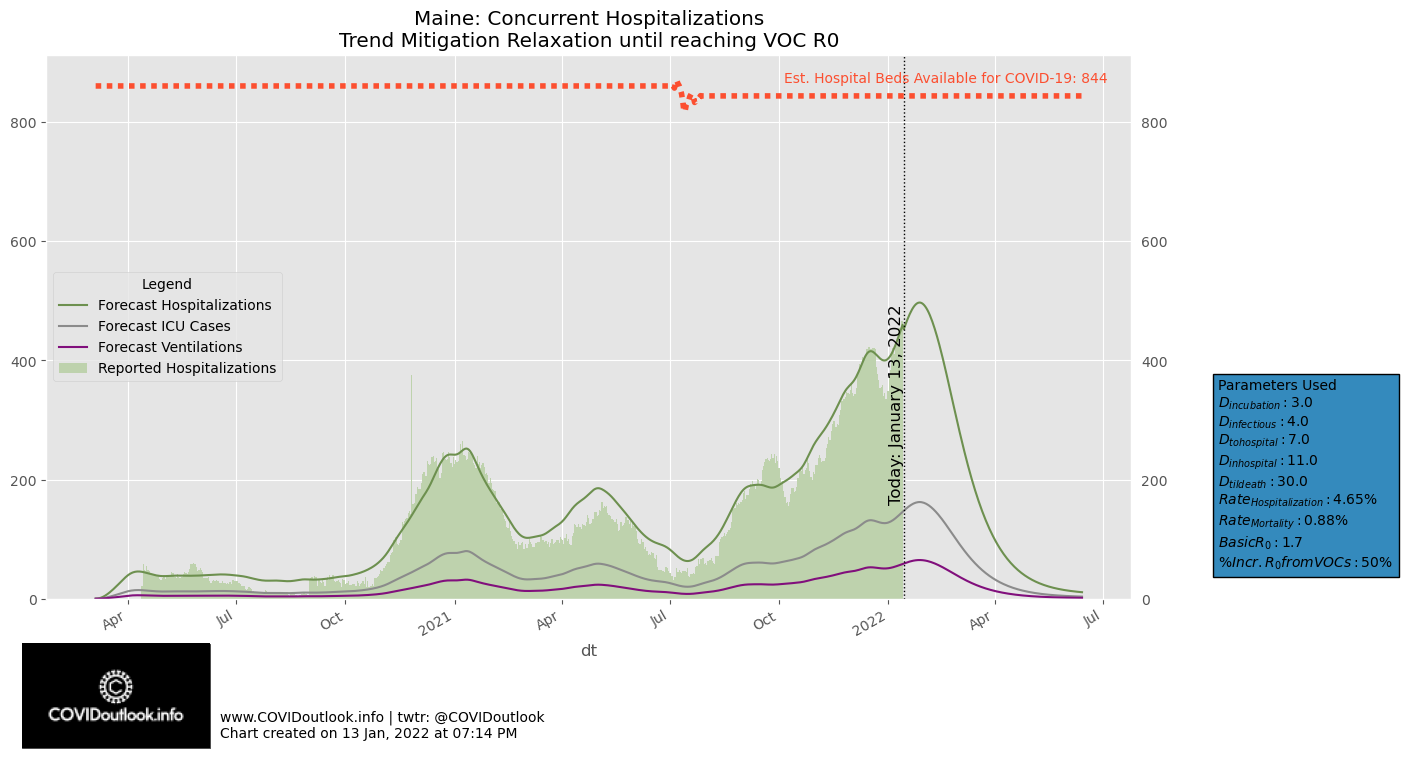 Maine: Concurrent Hospitalizations
Trend Mitigation Relaxation until reaching VOC R0
Est. Hospital Beds Available for COVID-19: 844
800
600
400
200
0
800
600
400
200
0
Legend
Forecast Hospitalizations
Forecast ICU Cases
Forecast Ventilations
Reported Hospitalizations
Today: January 13, 2022
Apr
Jul
Oct
2021
Apr
Jul
Oct
2022
Apr
Jul
dt
Parameters Used
D_incubation : 3.0
D_infectious : 4.0
D_tohospital : 7.0
D_inhospital : 11.0
D_tildeath : 30.0
Rate_Hospitalization : 4.65%
Rate_Mortality : 0.88%
BasicR_0 : 1.7
%Incr. R_0 fromVOCs : 50%
COVIDoutlook.info
www.COVIDoutlook.info | twtr: @COVIDoutlook
Chart created on 13 Jan, 2022 at 07:14 PM